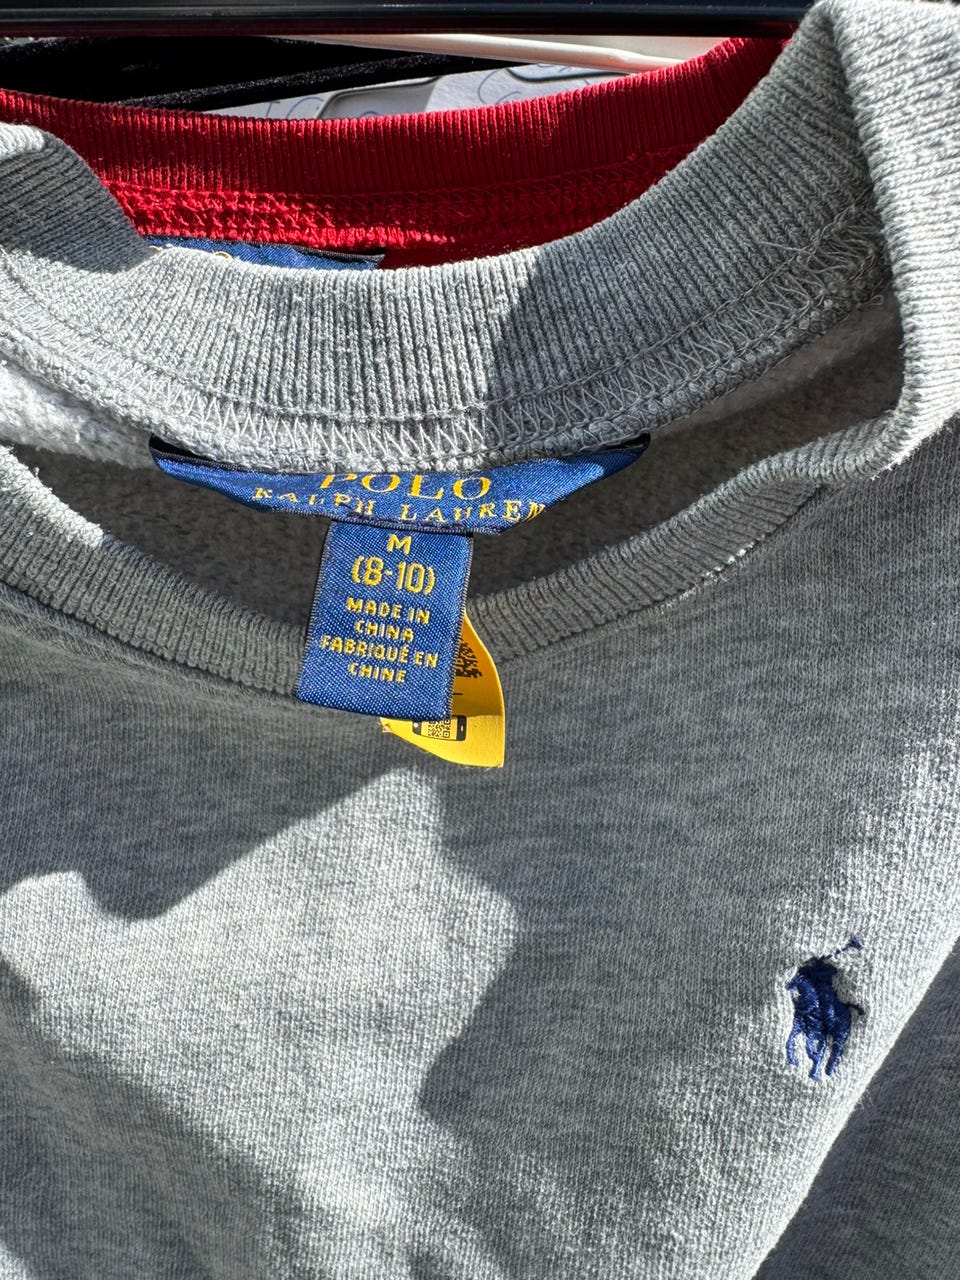 POLO
RALPH LAUREN
M
(8-10)
MADE IN
CHINA
FABRIQUÉ EN
CHINE